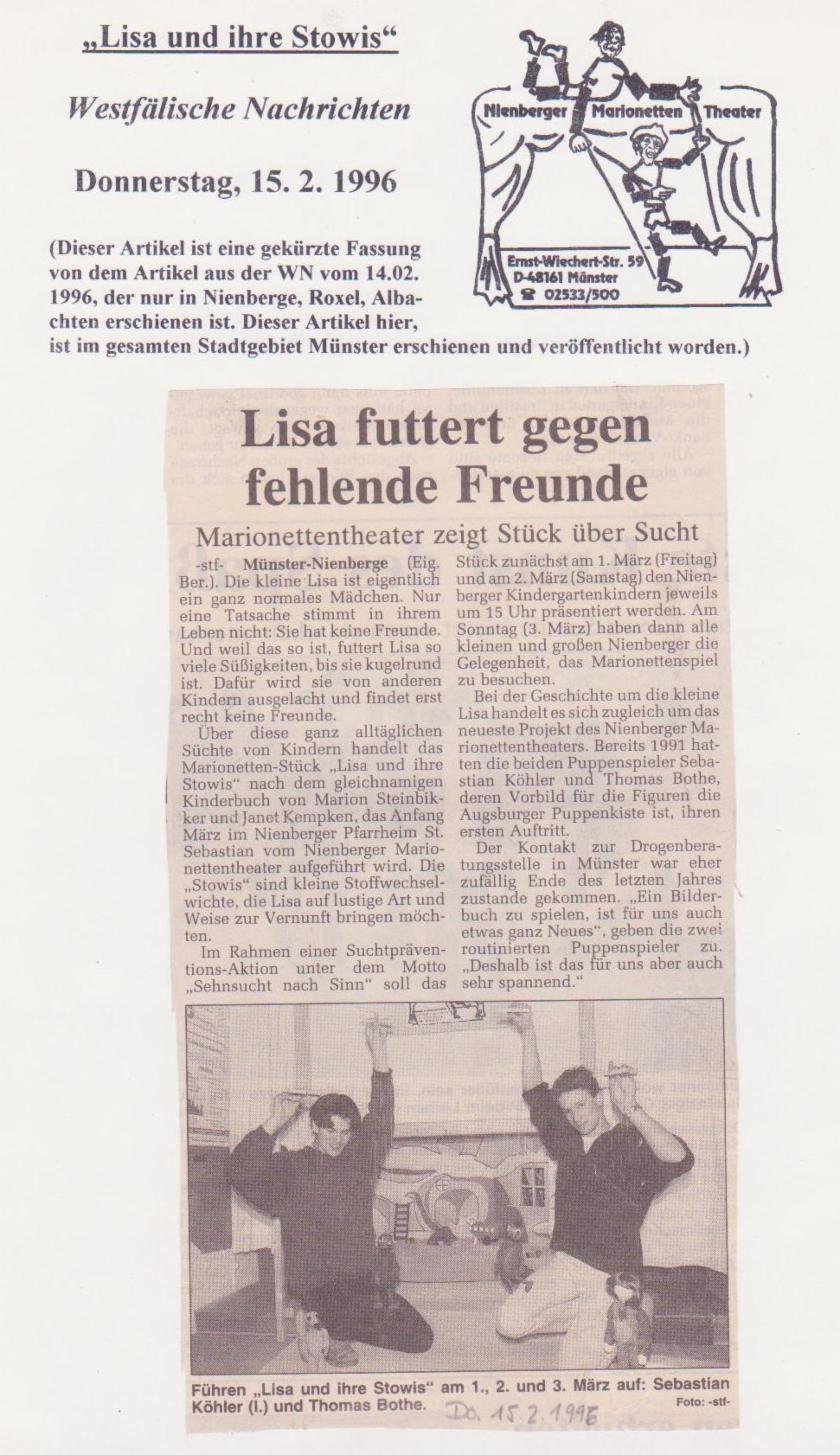 „Lisa und ihre Stowis“
Westfälische Nachrichten
Donnerstag, 15. 2. 1996
(Dieser Artikel ist eine gekürzte Fassung
von dem Artikel aus der WN vom 14.02.
1996, der nur in Nienberge, Roxel, Alba-
chten erschienen ist. Dieser Artikel hier,
ist im gesamten Stadtgebiet Münster erschienen und veröffentlicht worden.)
Nienberger Marionetten Theater
Ernst-Wiechert-Str. 59
D-48161 Münster
☎ 02533/500
Lisa futtert gegen
fehlende Freunde
Marionettentheater zeigt Stück über Sucht
-stf- Münster-Nienberge (Eig.
Ber.). Die kleine Lisa ist eigentlich
ein ganz normales Mädchen. Nur
eine Tatsache stimmt in ihrem
Leben nicht: Sie hat keine Freunde.
Und weil das so ist, futtert Lisa so
viele Süßigkeiten, bis sie kugelrund
ist. Dafür wird sie von anderen
Kindern ausgelacht und findet erst
recht keine Freunde.
Über diese ganz alltäglichen
Süchte von Kindern handelt das
Marionetten-Stück „Lisa und ihre
Stowis“ nach dem gleichnamigen
Kinderbuch von Marion Steinbik-
ker und Janet Kempken, das Anfang
März im Nienberger Pfarrheim St.
Sebastian vom Nienberger Mario-
nettentheater aufgeführt wird. Die
„Stowis“ sind kleine Stoffwechsel-
wichte, die Lisa auf lustige Art und
Weise zur Vernunft bringen möch-
ten.
Im Rahmen einer Suchtpräven-
tions-Aktion unter dem Motto
„Sehnsucht nach Sinn“ soll das
Stück zunächst am 1. März (Freitag)
und am 2. März (Samstag) den Nien-
berger Kindergartenkindern jeweils
um 15 Uhr präsentiert werden. Am
Sonntag (3. März) haben dann alle
kleinen und großen Nienberger die
Gelegenheit, das Marionettenspiel
zu besuchen.
Bei der Geschichte um die kleine
Lisa handelt es sich zugleich um das
neueste Projekt des Nienberger Ma-
rionettentheaters. Bereits 1991 hat-
ten die beiden Puppenspieler Seba-
stian Köhler und Thomas Bothe,
deren Vorbild für die Figuren die
Augsburger Puppenkiste ist, ihren
ersten Auftritt.
Der Kontakt zur Drogenbera-
tungsstelle in Münster war eher
zufällig Ende des letzten Jahres
zustande gekommen. „Ein Bilder-
buch zu spielen, ist für uns auch
etwas ganz Neues“, geben die zwei
routinierten Puppenspieler zu.
„Deshalb ist das für uns aber auch
sehr spannend.“
Führen „Lisa und ihre Stowis“ am 1., 2. und 3. März auf: Sebastian
Köhler (l.) und Thomas Bothe.
Foto: -stf-
Do. 15.2.1996